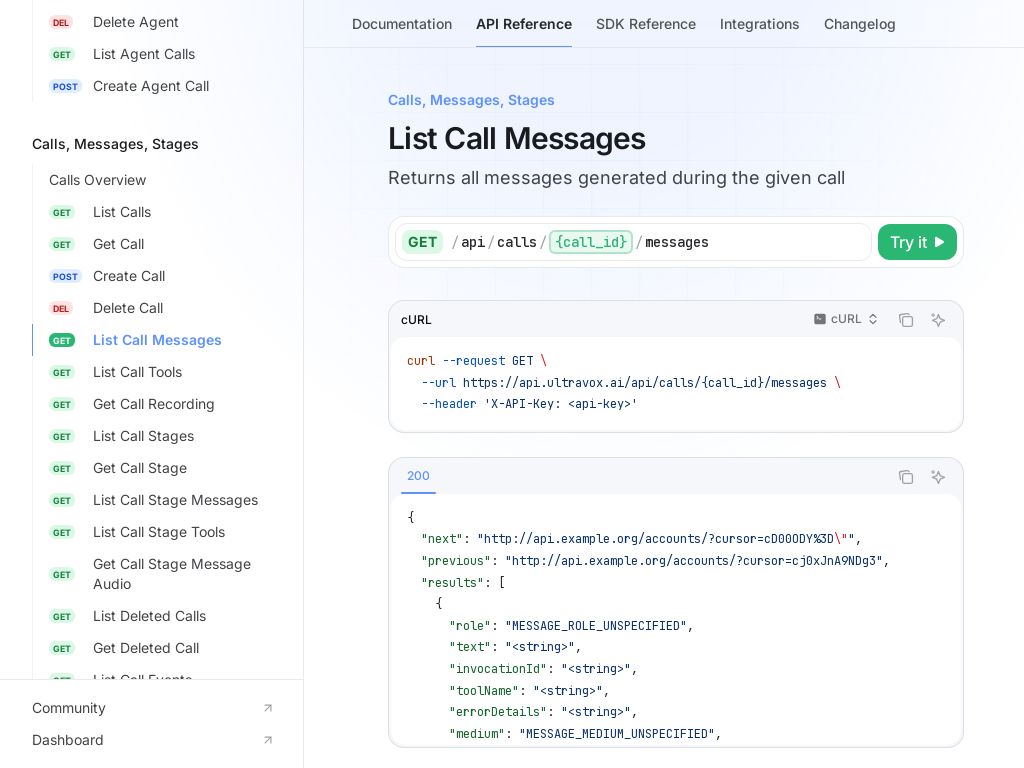 DEL Delete Agent
GET List Agent Calls
POST Create Agent Call
Calls, Messages, Stages
Calls Overview
GET List Calls
GET Get Call
POST Create Call
DEL Delete Call
GET List Call Messages
GET List Call Tools
GET Get Call Recording
GET List Call Stages
GET Get Call Stage
GET List Call Stage Messages
GET List Call Stage Tools
GET Get Call Stage Message
Audio
GET List Deleted Calls
GET Get Deleted Call
GET List Call Events
Community
Dashboard
Documentation API Reference SDK Reference Integrations Changelog
Calls, Messages, Stages
List Call Messages
Returns all messages generated during the given call
GET /api/calls/{call_id}/messages Try it
cURL cURL
curl --request GET \
--url https://api.ultravox.ai/api/calls/{call_id}/messages \
--header 'X-API-Key: <api-key>'
200
{
"next": "http://api.example.org/accounts/?cursor=cD00ODY%3D\"",
"previous": "http://api.example.org/accounts/?cursor=cj0xJnA9NDg3",
"results": [
{
"role": "MESSAGE_ROLE_UNSPECIFIED",
"text": "<string>",
"invocationId": "<string>",
"toolName": "<string>",
"errorDetails": "<string>",
"medium": "MESSAGE_MEDIUM_UNSPECIFIED",